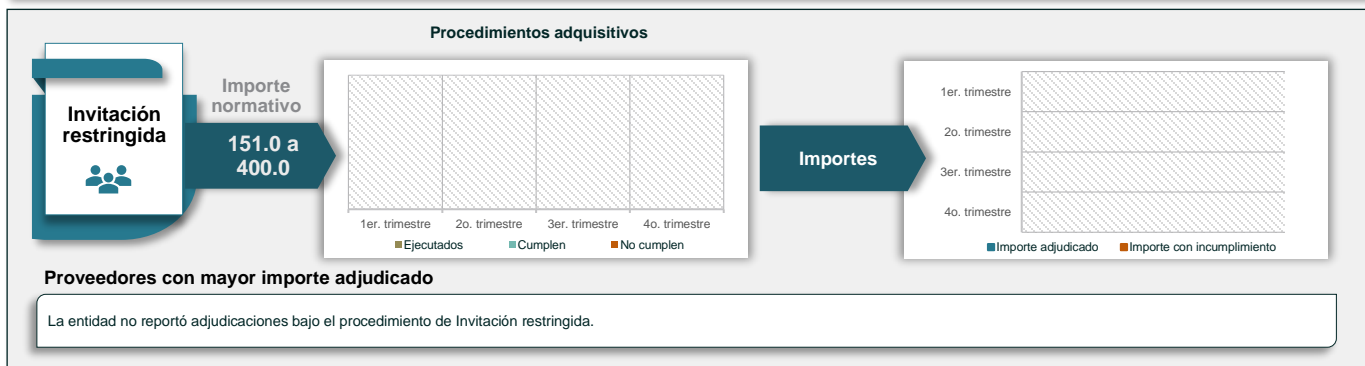 Procedimientos adquisitivos
Invitación
restringida
Importe
normativo
151.0 a
400.0
1er. trimestre
2o. trimestre
3er. trimestre
4o. trimestre
Ejecutados
Cumplen
No cumplen
Importes
1er. trimestre
2o. trimestre
3er. trimestre
4o. trimestre
Importe adjudicado
Importe con incumplimiento
Proveedores con mayor importe adjudicado
La entidad no reportó adjudicaciones bajo el procedimiento de Invitación restringida.